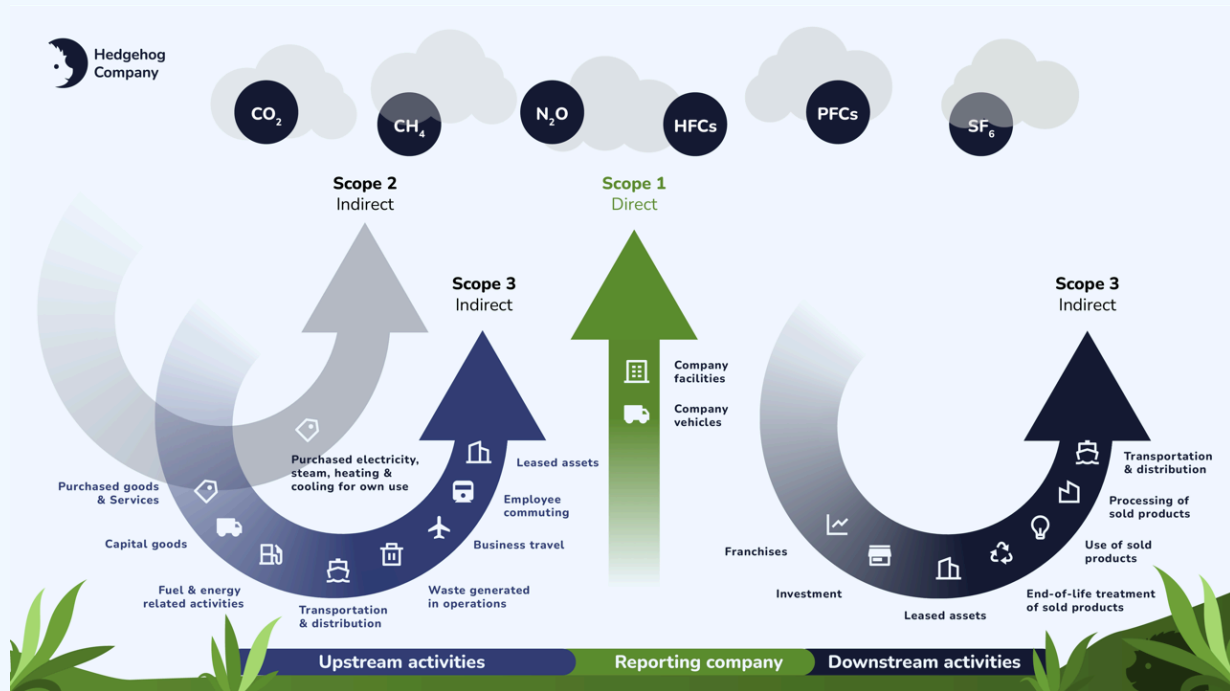 Hedgehog
Company
CO₂
CH₄
N₂O
HFCs
PFCs
SF₆
Scope 2
Indirect
Scope 1
Direct
Scope 3
Indirect
Scope 3
Indirect
Company
facilities
Company
vehicles
Purchased electricity,
steam, heating &
cooling for own use
Purchased goods
& Services
Capital goods
Fuel & energy
related activities
Transportation
& distribution
Waste generated
in operations
Business travel
Employee
commuting
Leased assets
Franchises
Investment
Leased assets
End-of-life treatment
of sold products
Use of sold
products
Processing of
sold products
Transportation
& distribution
Upstream activities
Reporting company
Downstream activities